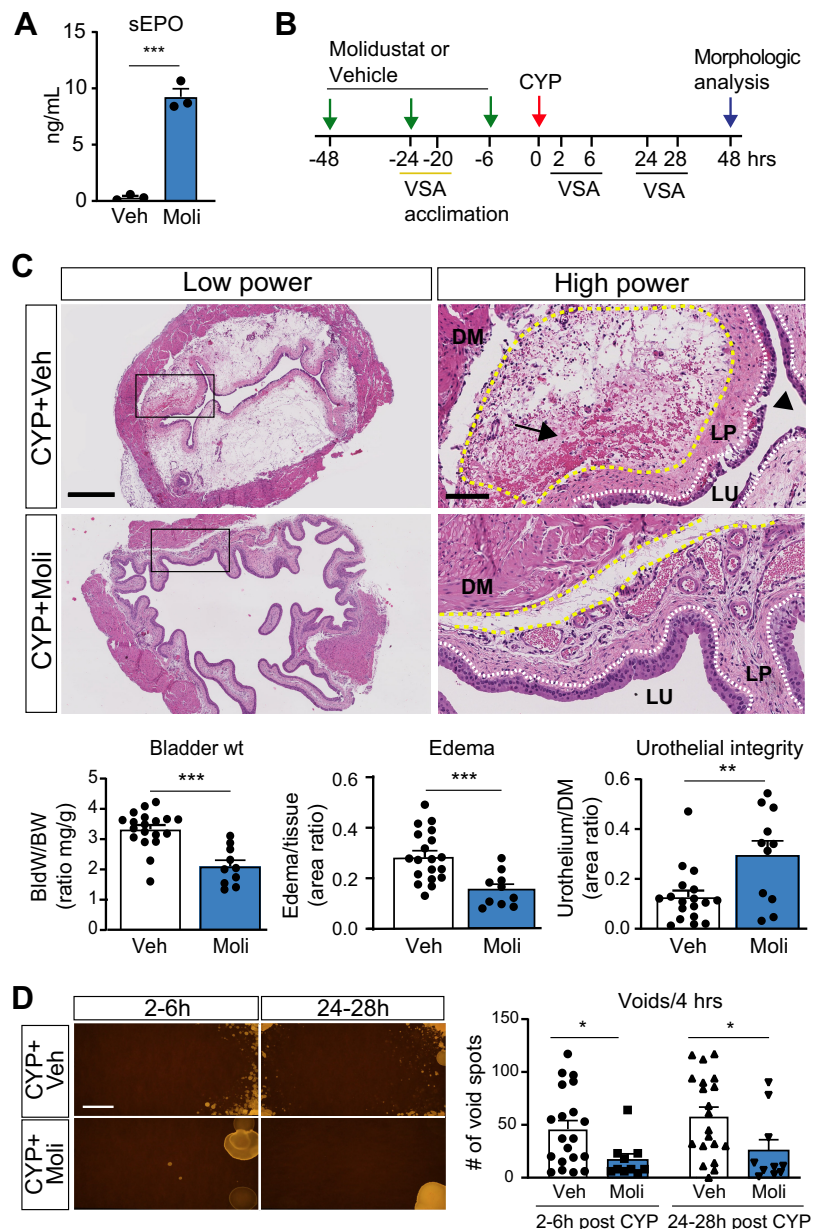 A
sEPO
***
ng/mL
15
10
5
0
Veh Moli
B
Molidustat or
Vehicle
CYP
Morphologic
analysis
-48 -24 -20 -6 0 2 6 24 28 48 hrs
VSA
acclimation
VSA
VSA
C
Low power
High power
CYP+Veh
DM
LP
LU
CYP+Moli
DM
LP
LU
Bladder wt
***
BldW/BW
(ratio mg/g)
5
4
3
2
1
0
Veh Moli
Edema
***
Edema/tissue
(area ratio)
0.6
0.4
0.2
0.0
Veh Moli
Urothelial integrity
**
Urothelium/DM
(area ratio)
0.6
0.4
0.2
0.0
Veh Moli
D
2-6h
24-28h
CYP+
Veh
CYP+
Moli
Voids/4 hrs
* *
# of void spots
150
100
50
0
Veh Moli Veh Moli
2-6h post CYP 24-28h post CYP